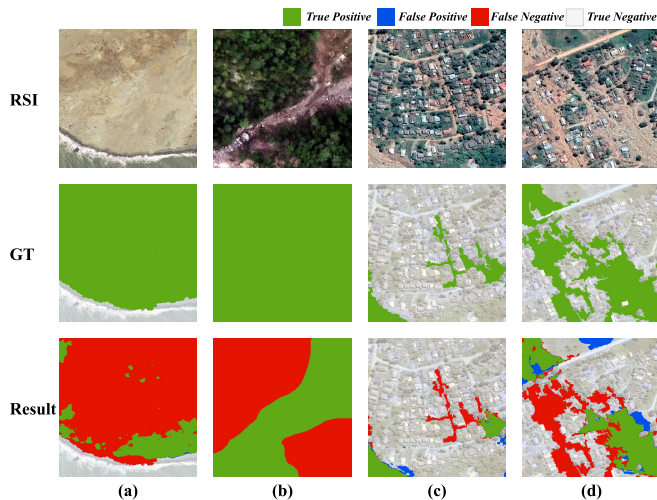 True Positive False Positive False Negative True Negative
RSI
GT
Result
(a) (b) (c) (d)